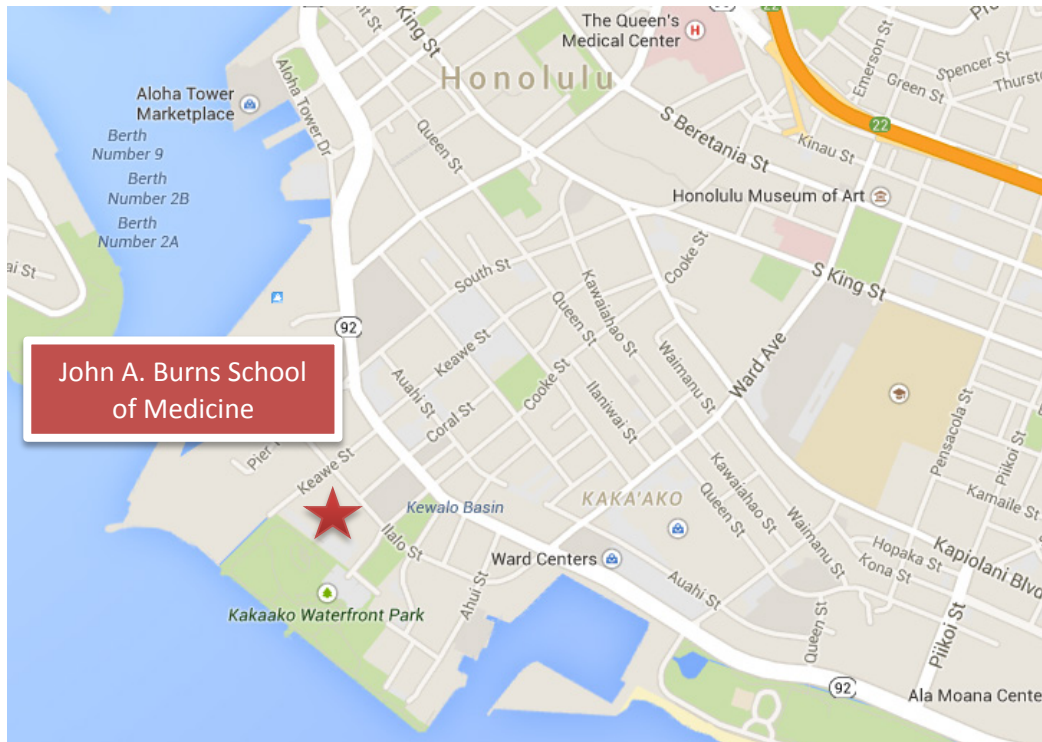 The Queen's
Medical Center
King St
Honolulu
22
Emerson St
Spencer St
Green St
Aloha Tower
Marketplace
Aloha Tower Dr
Berth
Number 9
Berth
Number 2B
Berth
Number 2A
Queen St
S Beretania St
22
Kinau St
Honolulu Museum of Art
Cooke St
S King St
South St
Kawaiahao St
Queen St
Waimanu St
Ward Ave
92
Keawe St
Auahi St
Cooke St
Ilaniwai St
Coral St
John A. Burns School
of Medicine
Pensacola St
Piikoi St
Keawe St
Kewalo Basin
KAKA'AKO
Kawaiahao St
Queen St
Waimanu St
Kamaile St
Ilalo St
Ward Centers
Hopaka St
Kona St
Kapiolani Blvd
Ahui St
Auahi St
Kakaako Waterfront Park
Queen St
Piikoi St
92
Ala Moana Cente